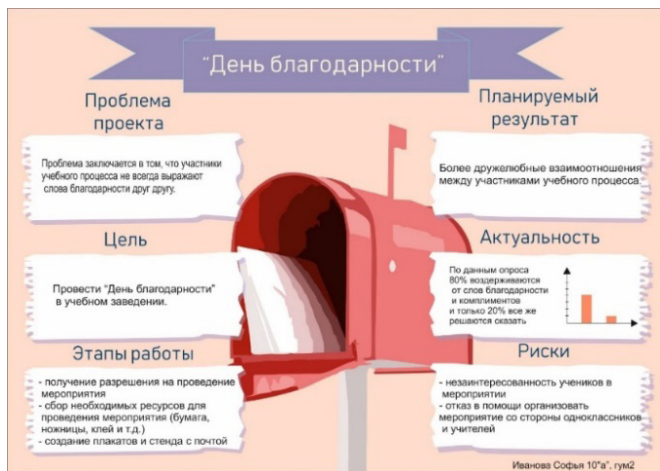 “День благодарности”
Проблема
проекта
Проблема заключается в том, что участники
учебного процесса не всегда выражают
слова благодарности друг другу.
Цель
Провести “День благодарности”
в учебном заведении.
Этапы работы
- получение разрешения на проведение
мероприятия
- сбор необходимых ресурсов для
проведения мероприятия (бумага,
ножницы, клей и т.д.)
- создание плакатов и стенда с почтой
Планируемый
результат
Более дружелюбные взаимоотношения
между участниками учебного процесса.
Актуальность
По данным опроса
80% воздерживаются
от слов благодарности
и комплиментов
и только 20% все же
решаются сказать
Риски
- незаинтересованность учеников в
мероприятии
- отказ в помощи организовать
мероприятие со стороны одноклассников
и учителей
Иванова Софья 10"а", гум2